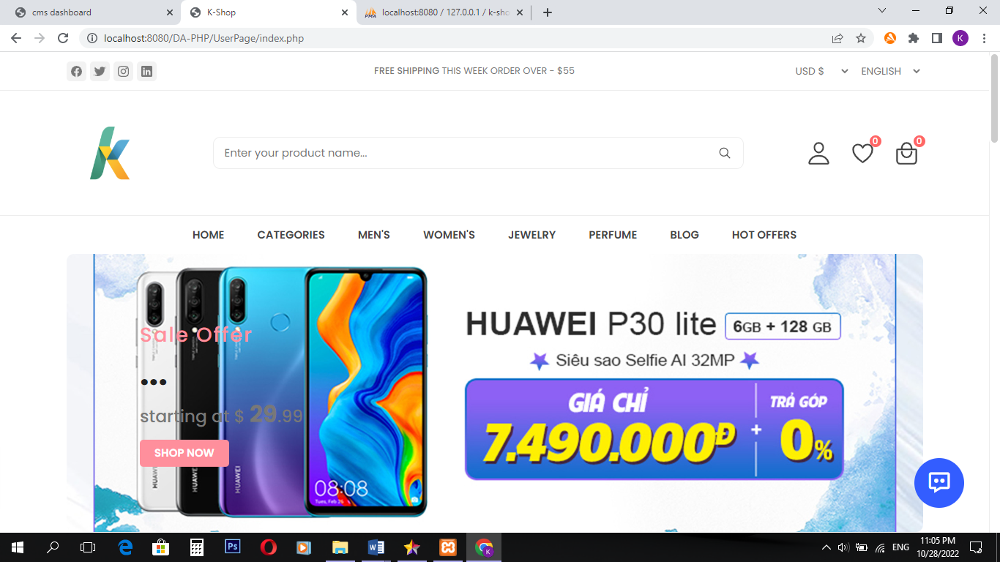 cms dashboard
K-Shop
localhost:8080 / 127.0.0.1 / k-sho
localhost:8080/DA-PHP/UserPage/index.php
K
FREE SHIPPING THIS WEEK ORDER OVER - $55
USD $
ENGLISH
Enter your product name...
0
0
HOME
CATEGORIES
MEN'S
WOMEN'S
JEWELRY
PERFUME
BLOG
HOT OFFERS
Sale Offer
...
starting at $ 29.99
SHOP NOW
HUAWEI
HUAWEI
HUAWEI
08:08
Tues, Feb 26
HUAWEI P30 lite
6GB + 128 GB
Siêu sao Selfie AI 32MP
GIÁ CHỈ
7.490.000Đ
+
TRẢ GÓP
0%
ENG
11:05 PM
10/28/2022